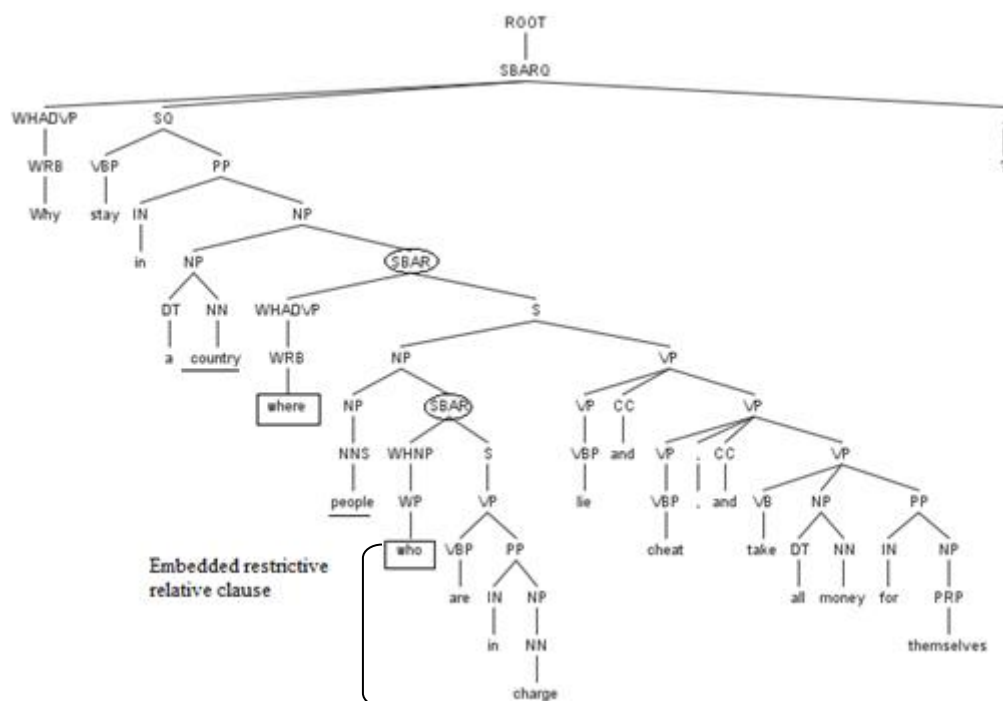 ROOT
SBARQ
WHADVP SQ
WRB VBP PP
Why stay IN NP
in NP SBAR
DT NN WHADVP S
a country WRB NP VP
where NP SBAR VP CC VP
NNS WHNP S VBP and VP , CC VP
people WP VP lie VBP , and VB NP PP
who VBP PP cheat take DT NN IN NP
Embedded restrictive
relative clause
are IN NP all money for PRP
in NN themselves
charge